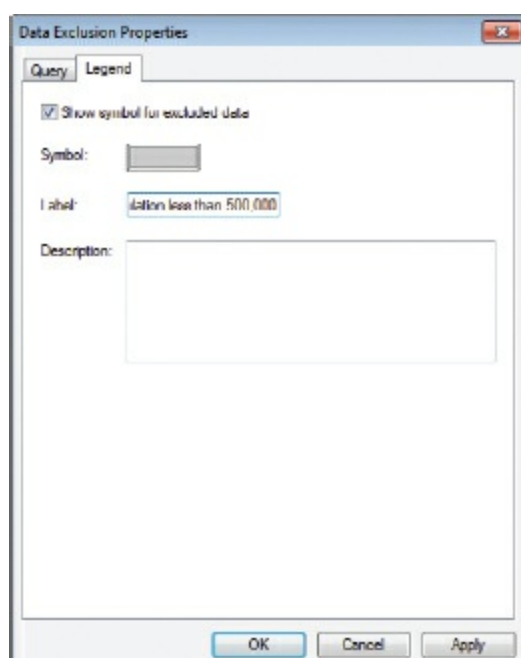 Data Exclusion Properties
Query Legend
Show symbol for excluded data
Symbol:
Label: ulation less than 500,000
Description:
OK Cancel Apply